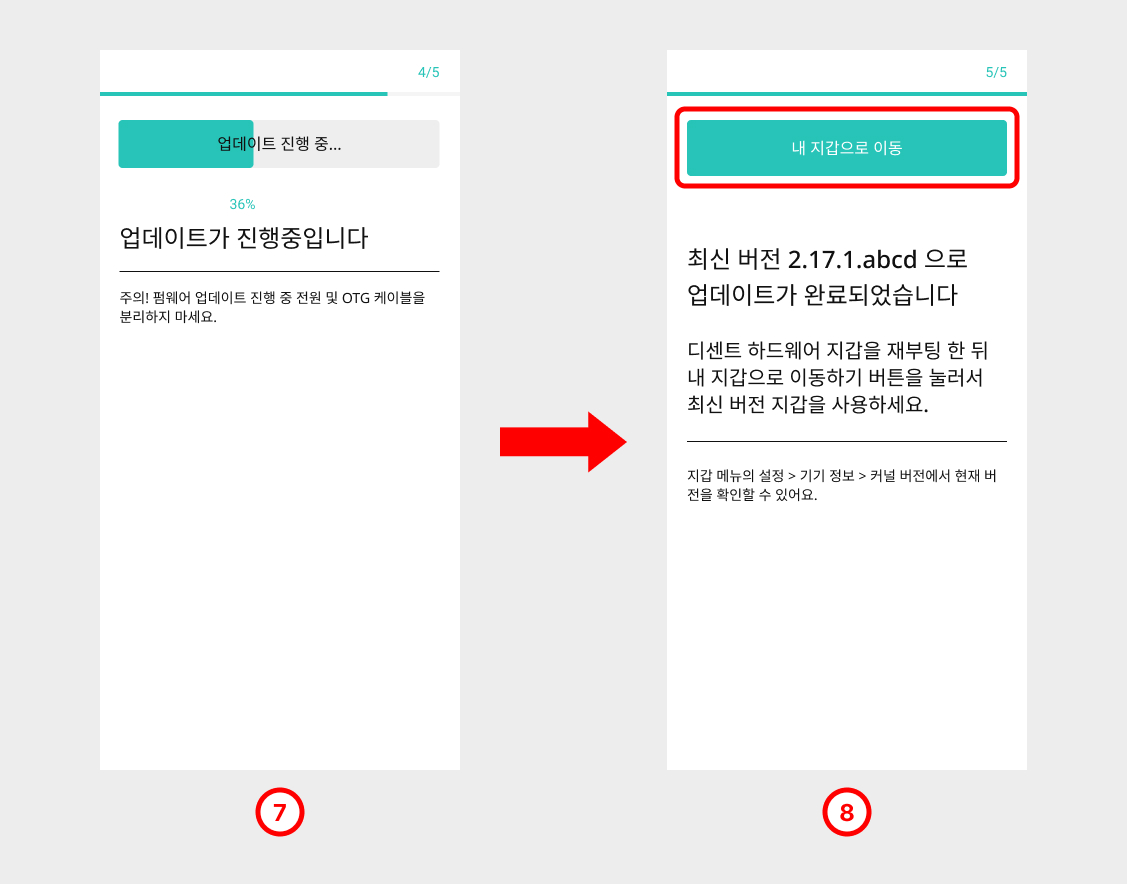 4/5
업데이트 진행 중...
36%
업데이트가 진행중입니다
주의! 펌웨어 업데이트 진행 중 전원 및 OTG 케이블을
분리하지 마세요.
7
5/5
내 지갑으로 이동
최신 버전 2.17.1.abcd 으로
업데이트가 완료되었습니다
디센트 하드웨어 지갑을 재부팅 한 뒤
내 지갑으로 이동하기 버튼을 눌러서
최신 버전 지갑을 사용하세요.
지갑 메뉴의 설정 > 기기 정보 > 커널 버전에서 현재 버
전을 확인할 수 있어요.
8